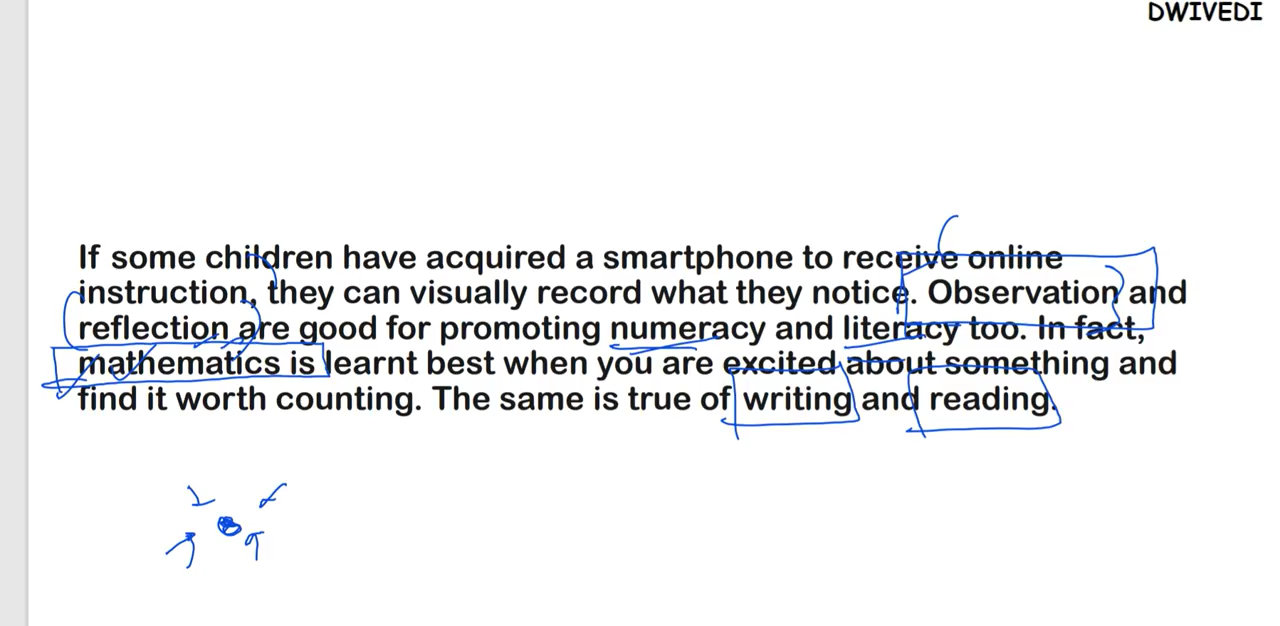 DWIVEDI
If some children have acquired a smartphone to receive online
instruction, they can visually record what they notice. Observation and
reflection are good for promoting numeracy and literacy too. In fact,
mathematics is learnt best when you are excited about something and
find it worth counting. The same is true of writing and reading.